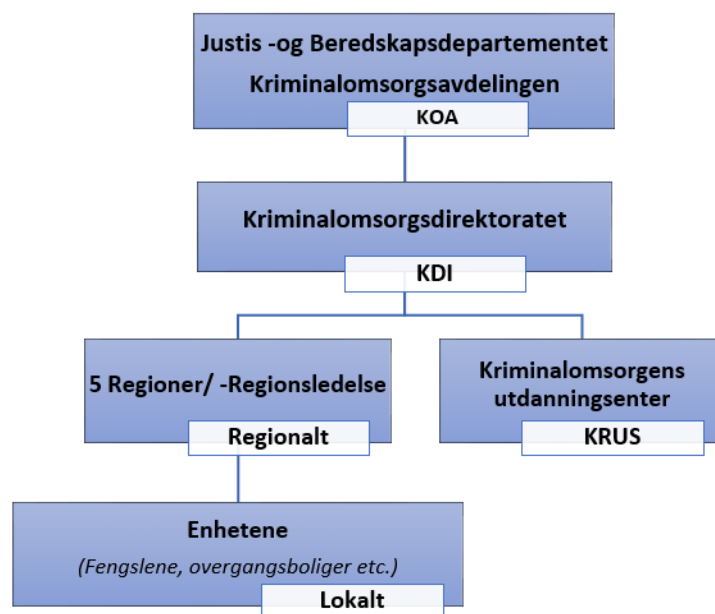 Justis -og Beredskapsdepartementet
Kriminalomsorgsavdelingen
KOA
Kriminalomsorgsdirektoratet
KDI
5 Regioner/ -Regionsledelse
Regionalt
Kriminalomsorgens
utdanningsenter
KRUS
Enhetene
(Fengslene, overgangsboliger etc.)
Lokalt